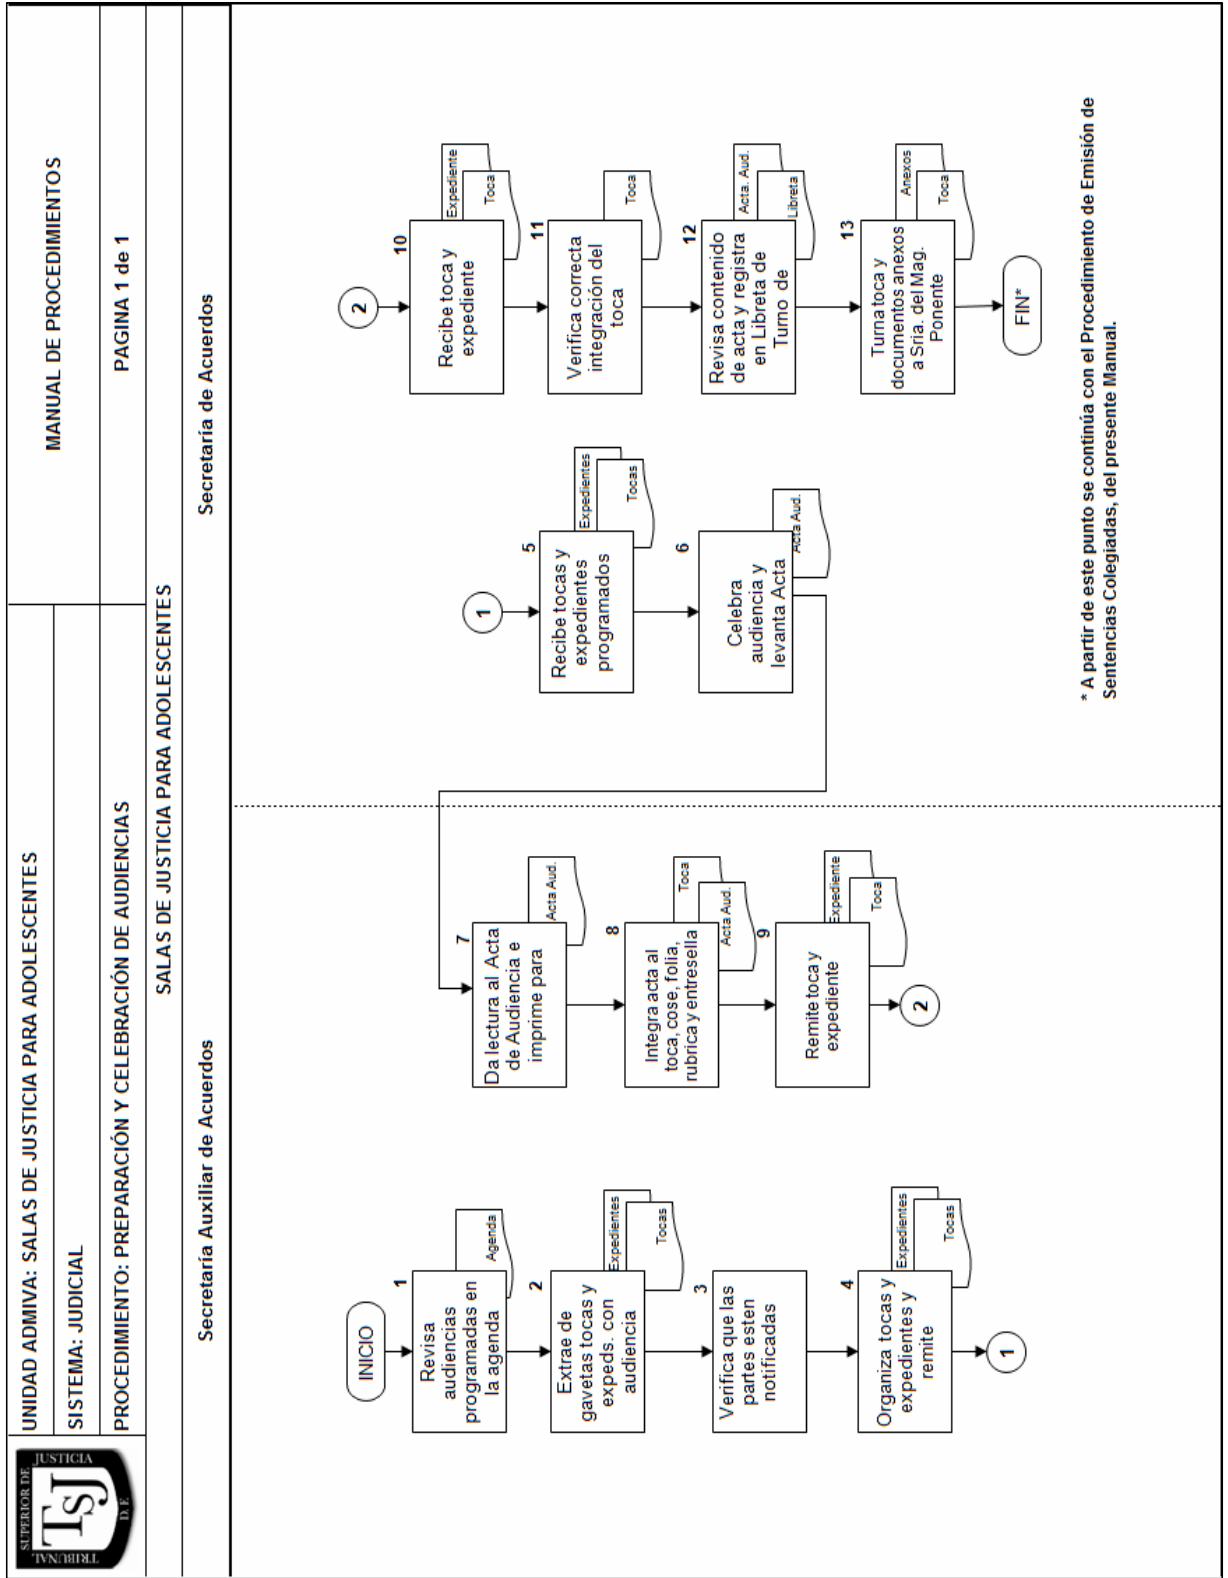 SUPERIOR DE
TRIBUNAL
JUSTICIA
TSJ
D. F.
UNIDAD ADMIVA: SALAS DE JUSTICIA PARA ADOLESCENTES
MANUAL DE PROCEDIMIENTOS
SISTEMA: JUDICIAL
PROCEDIMIENTO: PREPARACIÓN Y CELEBRACIÓN DE AUDIENCIAS
PAGINA 1 de 1
SALAS DE JUSTICIA PARA ADOLESCENTES
Secretaría Auxiliar de Acuerdos
Secretaría de Acuerdos
INICIO
1
Revisa
audiencias
programadas en
la agenda
Agenda
2
Extrae de
gavetas tocas y
expeds. con
audiencia
Expedientes
Tocas
3
Verifica que las
partes esten
notificadas
4
Organiza tocas y
expedientes y
remite
Expedientes
Tocas
1
7
Da lectura al Acta
de Audiencia e
imprime para
Acta Aud.
8
Integra acta al
toca, cose, folia,
rubrica y entresella
Toca
Acta Aud.
9
Remite toca y
expediente
Expediente
Toca
2
1
5
Recibe tocas y
expedientes
programados
Expedientes
Tocas
6
Celebra
audiencia y
levanta Acta
Acta Aud.
2
10
Recibe toca y
expediente
Expediente
Toca
11
Verifica correcta
integración del
toca
Toca
12
Revisa contenido
de acta y registra
en Libreta de
Turno de
Acta. Aud.
Libreta
13
Turna toca y
documentos anexos
a Sria. del Mag.
Ponente
Anexos
Toca
FIN*
* A partir de este punto se continúa con el Procedimiento de Emisión de
Sentencias Colegiadas, del presente Manual.